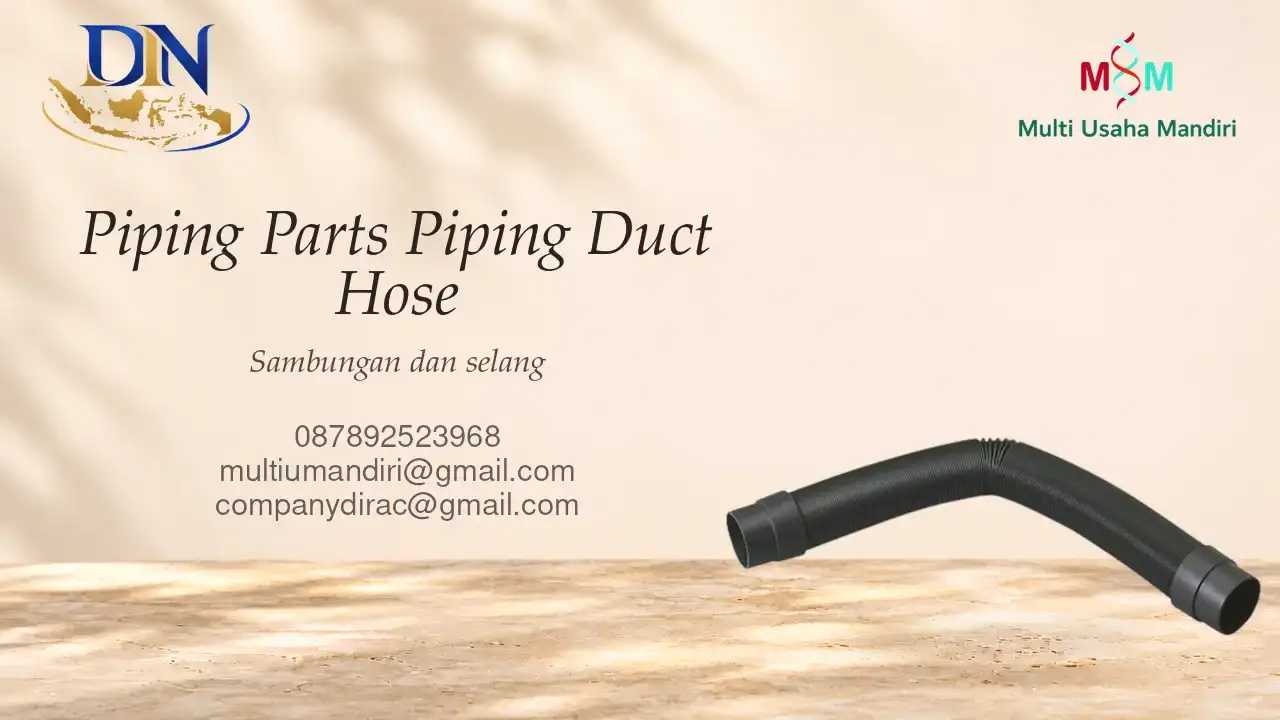 DN
M M
Multi Usaha Mandiri
Piping Parts Piping Duct
Hose
Sambungan dan selang
087892523968
multiumandiri@gmail.com
companydirac@gmail.com